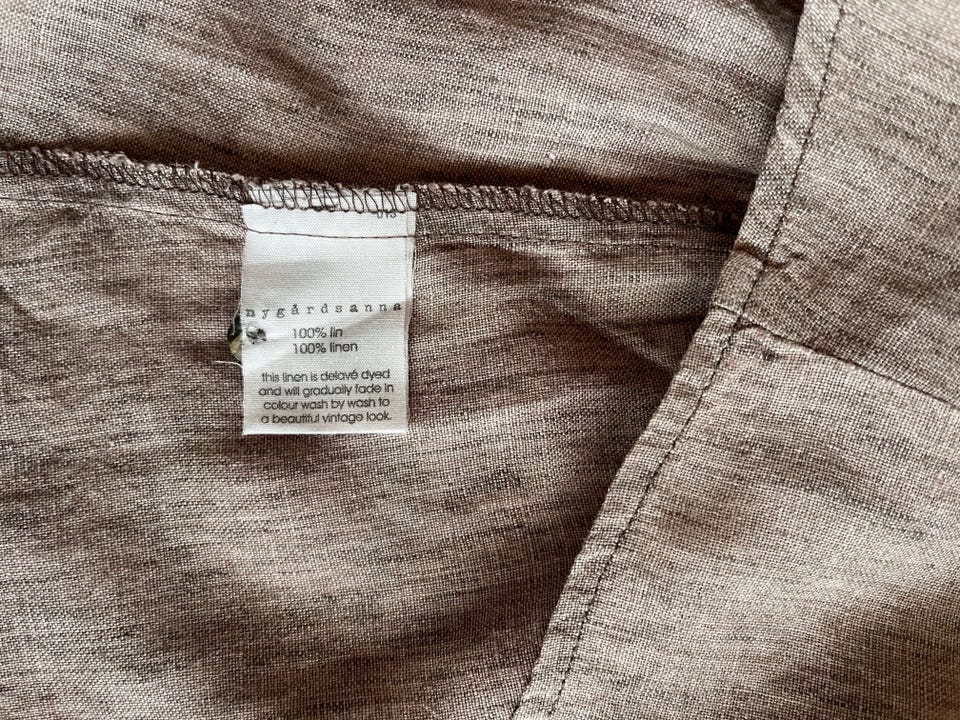 nygårdsanna
100% lin
100% linen
this linen is delavé dyed
and will gradually fade in
colour wash by wash to
a beautiful vintage look.